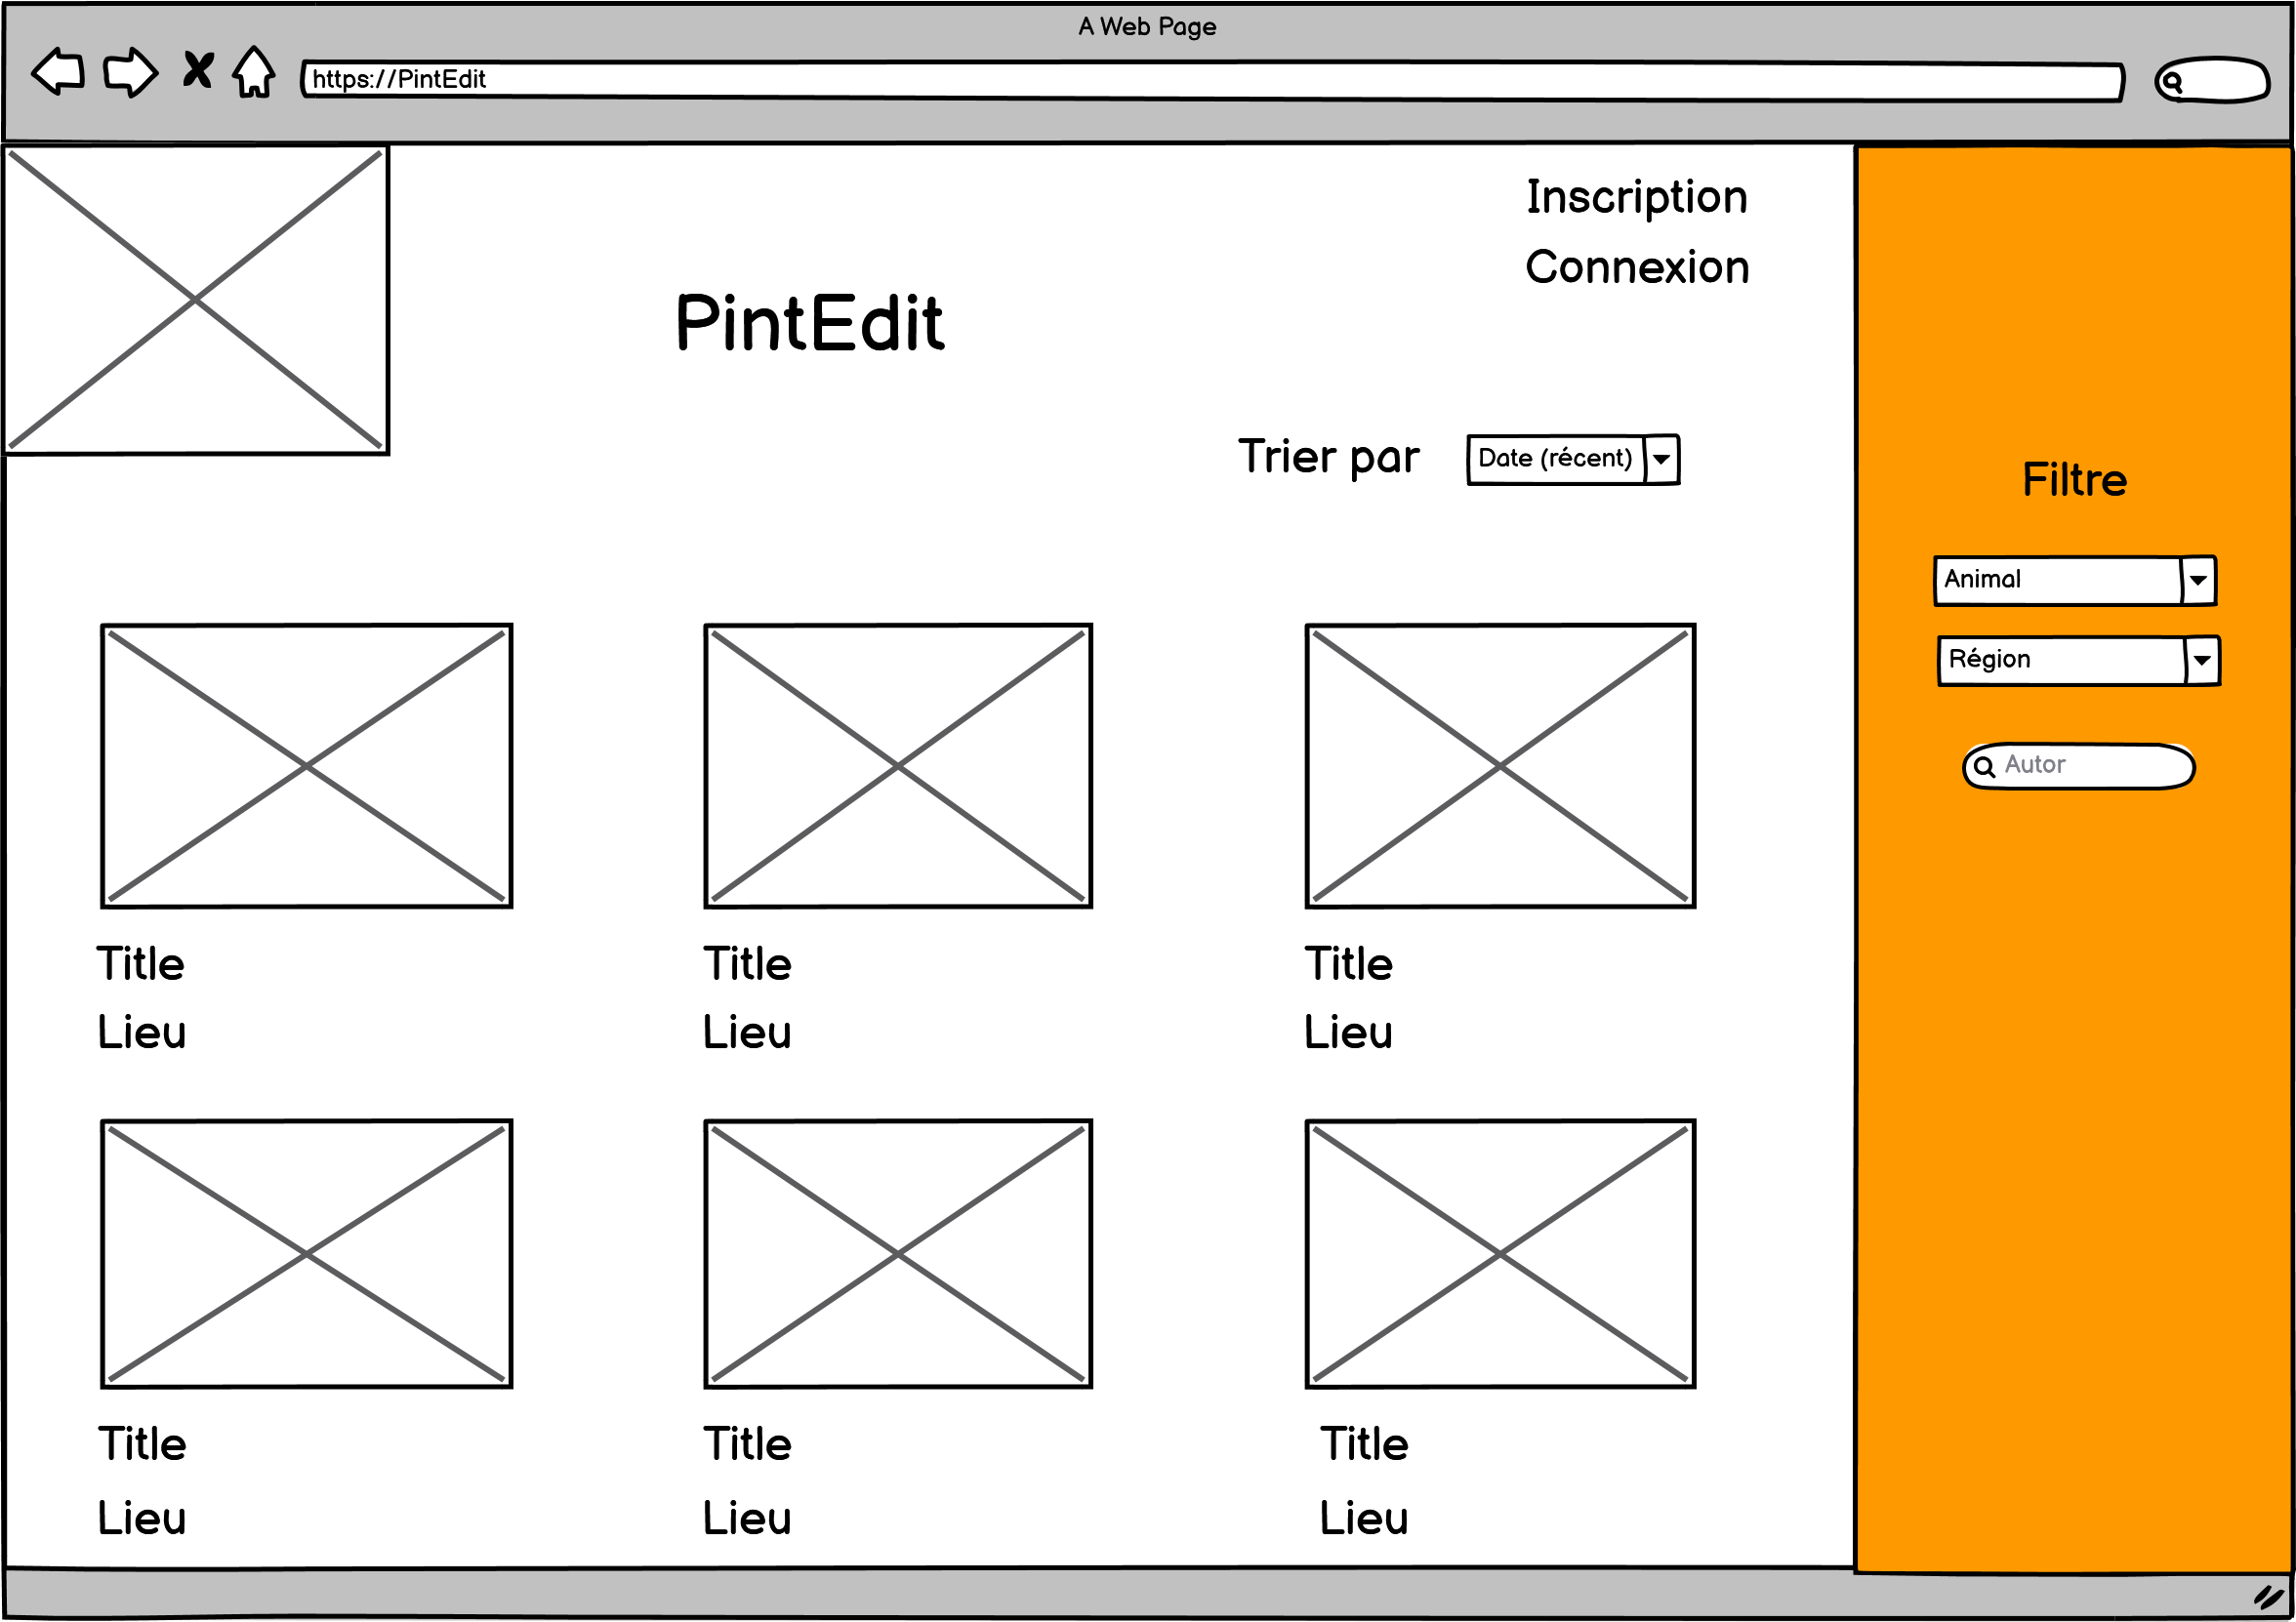 A Web Page
https://PintEdit
Inscription
Connexion
PintEdit
Trier par
Date (récent)
Filtre
Animal
Région
Autor
Title
Lieu
Title
Lieu
Title
Lieu
Title
Lieu
Title
Lieu
Title
Lieu